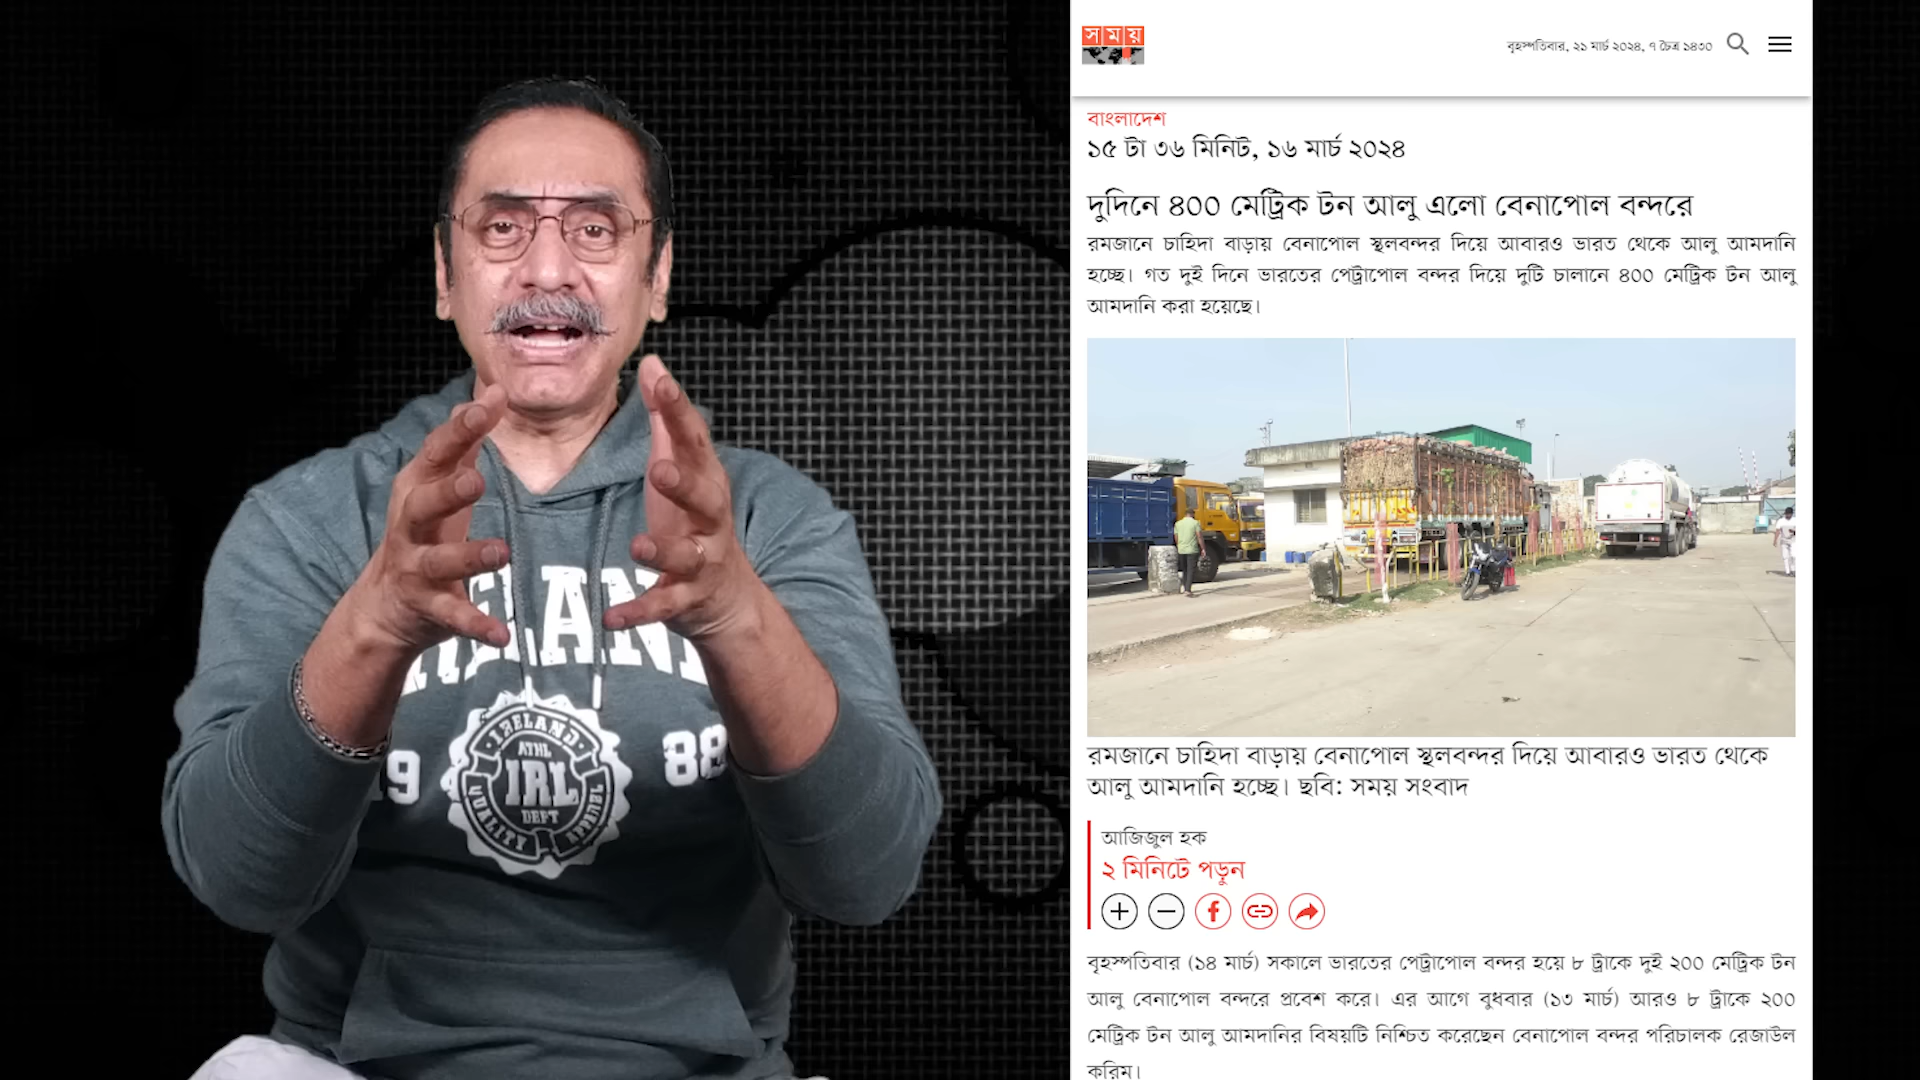 সময়
বৃহস্পতিবার, ২১ মার্চ ২০২৪, ৭ চৈত্র ১৪৩০
বাংলাদেশ
১৫ টা ৩৬ মিনিট, ১৬ মার্চ ২০২৪
দুদিনে ৪০০ মেট্রিক টন আলু এলো বেনাপোল বন্দরে
রমজানে চাহিদা বাড়ায় বেনাপোল স্থলবন্দর দিয়ে আবারও ভারত থেকে আলু আমদানি
হচ্ছে। গত দুই দিনে ভারতের পেট্রাপোল বন্দর দিয়ে দুটি চালানে ৪০০ মেট্রিক টন আলু
আমদানি করা হয়েছে।
রমজানে চাহিদা বাড়ায় বেনাপোল স্থলবন্দর দিয়ে আবারও ভারত থেকে
আলু আমদানি হচ্ছে। ছবি: সময় সংবাদ
আজিজুল হক
২ মিনিটে পড়ুন
বৃহস্পতিবার (১৪ মার্চ) সকালে ভারতের পেট্রাপোল বন্দর হয়ে ৮ ট্রাকে দুই ২০০ মেট্রিক টন
আলু বেনাপোল বন্দরে প্রবেশ করে। এর আগে বুধবার (১৩ মার্চ) আরও ৮ ট্রাকে ২০০
মেট্রিক টন আলু আমদানির বিষয়টি নিশ্চিত করেছেন বেনাপোল বন্দর পরিচালক রেজাউল
করিম।
IRELAND
9 88
IRELAND
ATHL
IRL
DEPT
QUALITY APPAREL